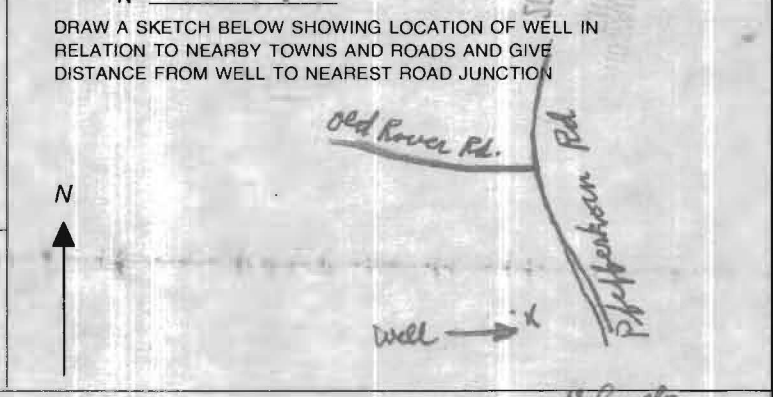 DRAW A SKETCH BELOW SHOWING LOCATION OF WELL IN
RELATION TO NEARBY TOWNS AND ROADS AND GIVE
DISTANCE FROM WELL TO NEAREST ROAD JUNCTION
Old Rover Rd.
Pfefferkorn Rd
N
Well
x